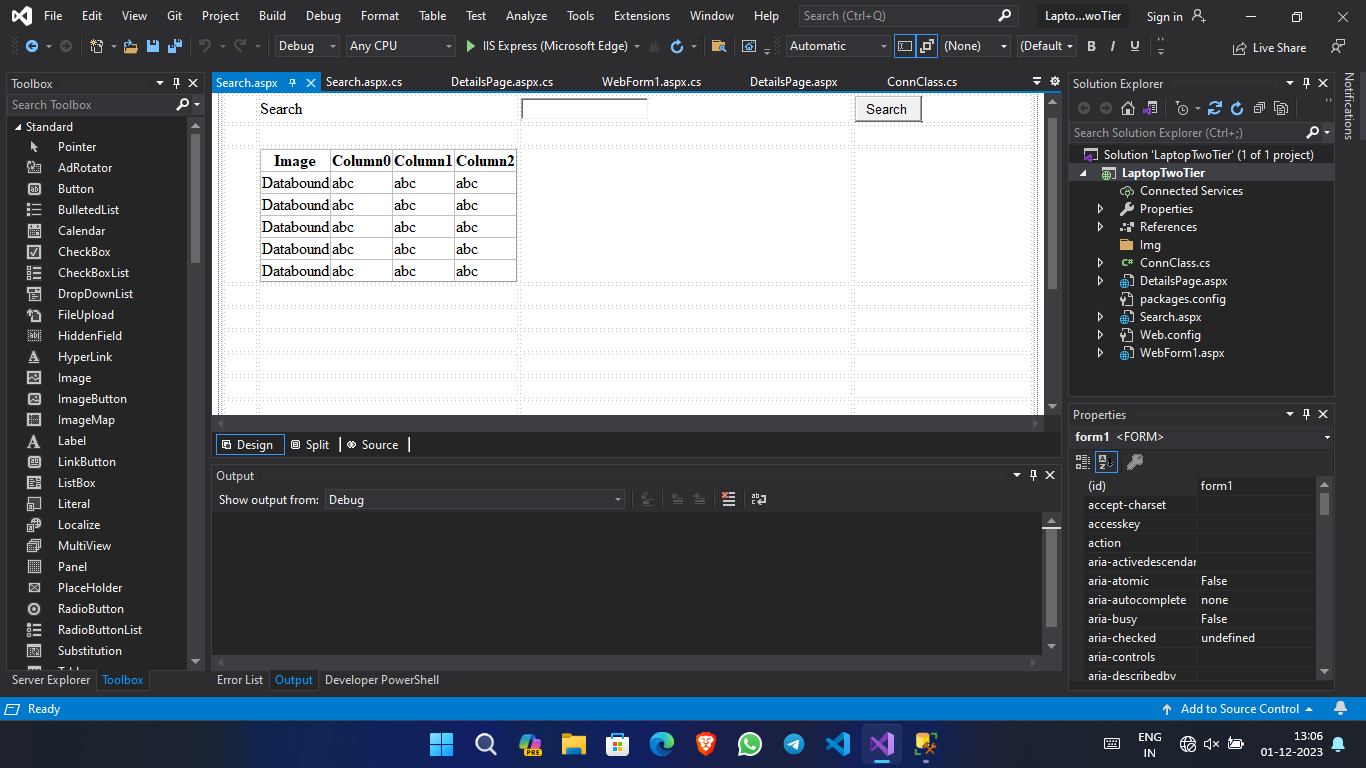 File Edit View Git Project Build Debug Format Table Test Analyze Tools Extensions Window Help Search (Ctrl+Q) Lapto...woTier Sign in
Debug Any CPU IIS Express (Microsoft Edge) Automatic (None) (Default B I U Live Share
Toolbox
Search Toolbox
Standard
Pointer
AdRotator
Button
BulletedList
Calendar
CheckBox
CheckBoxList
DropDownList
FileUpload
HiddenField
HyperLink
Image
ImageButton
ImageMap
Label
LinkButton
ListBox
Literal
Localize
MultiView
Panel
PlaceHolder
RadioButton
RadioButtonList
Substitution
Server Explorer Toolbox
Search.aspx Search.aspx.cs DetailsPage.aspx.cs WebForm1.aspx.cs DetailsPage.aspx ConnClass.cs
Search Search
Image Column0 Column1 Column2
Databound abc abc abc
Databound abc abc abc
Databound abc abc abc
Databound abc abc abc
Databound abc abc abc
Design Split Source
Output
Show output from: Debug
Error List Output Developer PowerShell
Solution Explorer
Search Solution Explorer (Ctrl+;)
Solution 'LaptopTwoTier' (1 of 1 project)
LaptopTwoTier
Connected Services
Properties
References
Img
C# ConnClass.cs
DetailsPage.aspx
packages.config
Search.aspx
Web.config
WebForm1.aspx
Notifications
Properties
form1 <FORM>
(id) form1
accept-charset
accesskey
action
aria-activedescendar
aria-atomic False
aria-autocomplete none
aria-busy False
aria-checked undefined
aria-controls
aria-describedby
Ready Add to Source Control
PRE
ENG
IN
13:06
01-12-2023